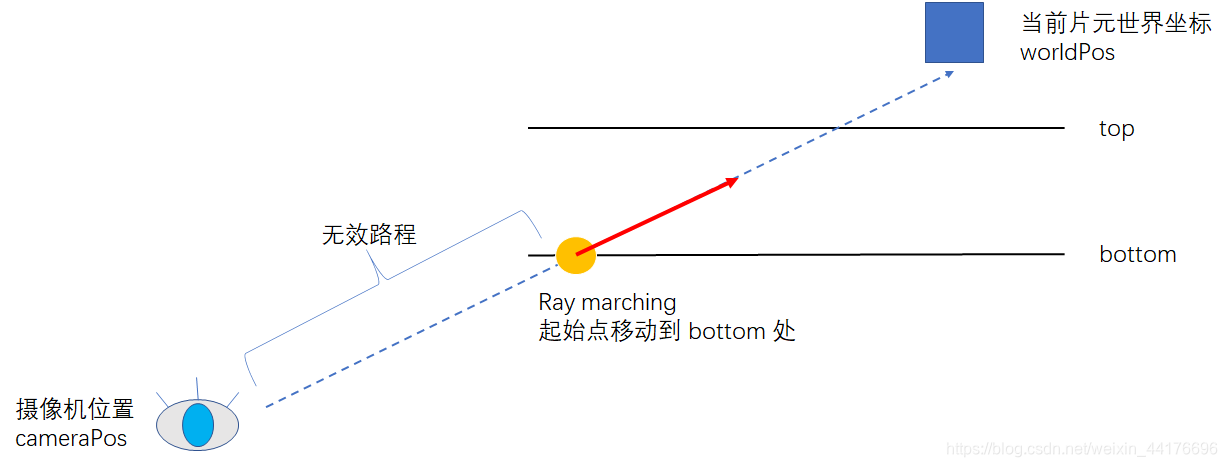 当前片元世界坐标
worldPos
top
无效路程
bottom
Ray marching
起始点移动到 bottom 处
摄像机位置
cameraPos
https://blog.csdn.net/weixin_44176696